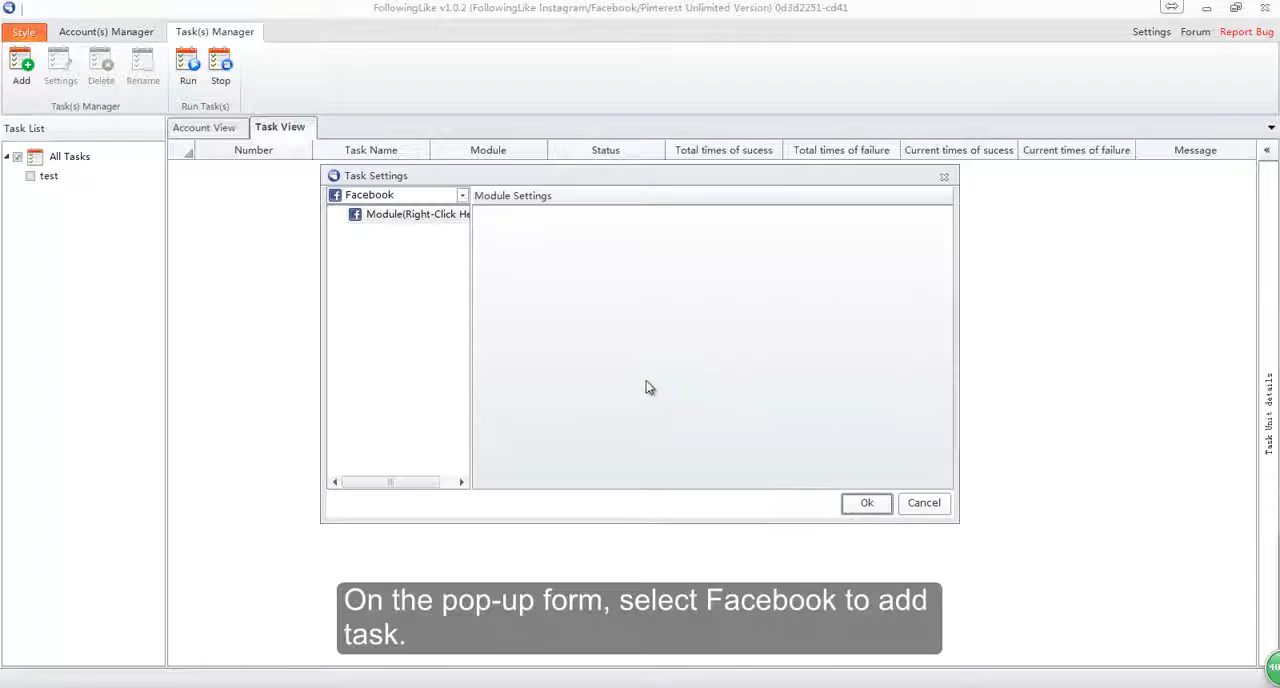 FollowingLike v1.0.2 (FollowingLike Instagram/Facebook/Pinterest Unlimited Version) 0d3d2251-cd41
Style Account(s) Manager Task(s) Manager Settings Forum Report Bug
Add Settings Delete Rename Run Stop
Task(s) Manager Run Task(s)
Task List Account View Task View
Number Task Name Module Status Total times of sucess Total times of failure Current times of sucess Current times of failure Message «
All Tasks
test
Task Settings
Facebook Module Settings
Module(Right-Click He
Task Unit details
Ok Cancel
On the pop-up form, select Facebook to add
task.
40